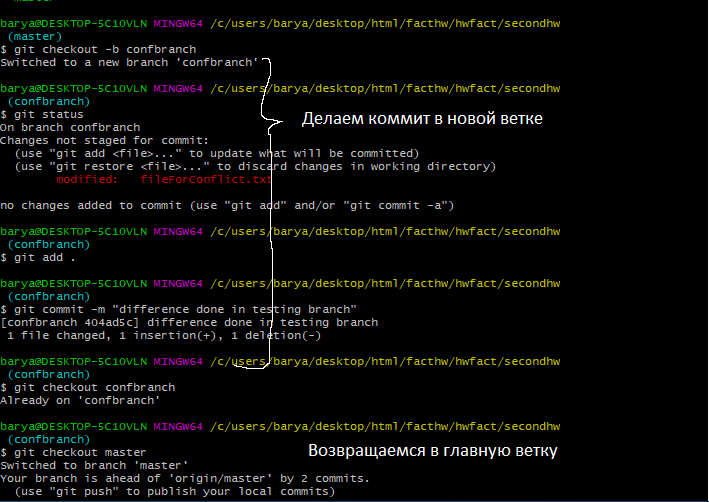 barya@DESKTOP-5C10VLN MINGW64 /c/users/barya/desktop/html/facthw/hwfact/secondhw
(master)
$ git checkout -b confbranch
Switched to a new branch 'confbranch'
barya@DESKTOP-5C10VLN MINGW64 /c/users/barya/desktop/html/facthw/hwfact/secondhw
(confbranch)
$ git status
Делаем коммит в новой ветке
On branch confbranch
Changes not staged for commit:
(use "git add <file>..." to update what will be committed)
(use "git restore <file>..." to discard changes in working directory)
modified: fileForConflict.txt
no changes added to commit (use "git add" and/or "git commit -a")
barya@DESKTOP-5C10VLN MINGW64 /c/users/barya/desktop/html/facthw/hwfact/secondhw
(confbranch)
$ git add .
barya@DESKTOP-5C10VLN MINGW64 /c/users/barya/desktop/html/facthw/hwfact/secondhw
(confbranch)
$ git commit -m "difference done in testing branch"
[confbranch 404ad5c] difference done in testing branch
1 file changed, 1 insertion(+), 1 deletion(-)
barya@DESKTOP-5C10VLN MINGW64 /c/users/barya/desktop/html/facthw/hwfact/secondhw
(confbranch)
$ git checkout confbranch
Already on 'confbranch'
barya@DESKTOP-5C10VLN MINGW64 /c/users/barya/desktop/html/facthw/hwfact/secondhw
(confbranch)
$ git checkout master
Возвращаемся в главную ветку
Switched to branch 'master'
Your branch is ahead of 'origin/master' by 2 commits.
(use "git push" to publish your local commits)